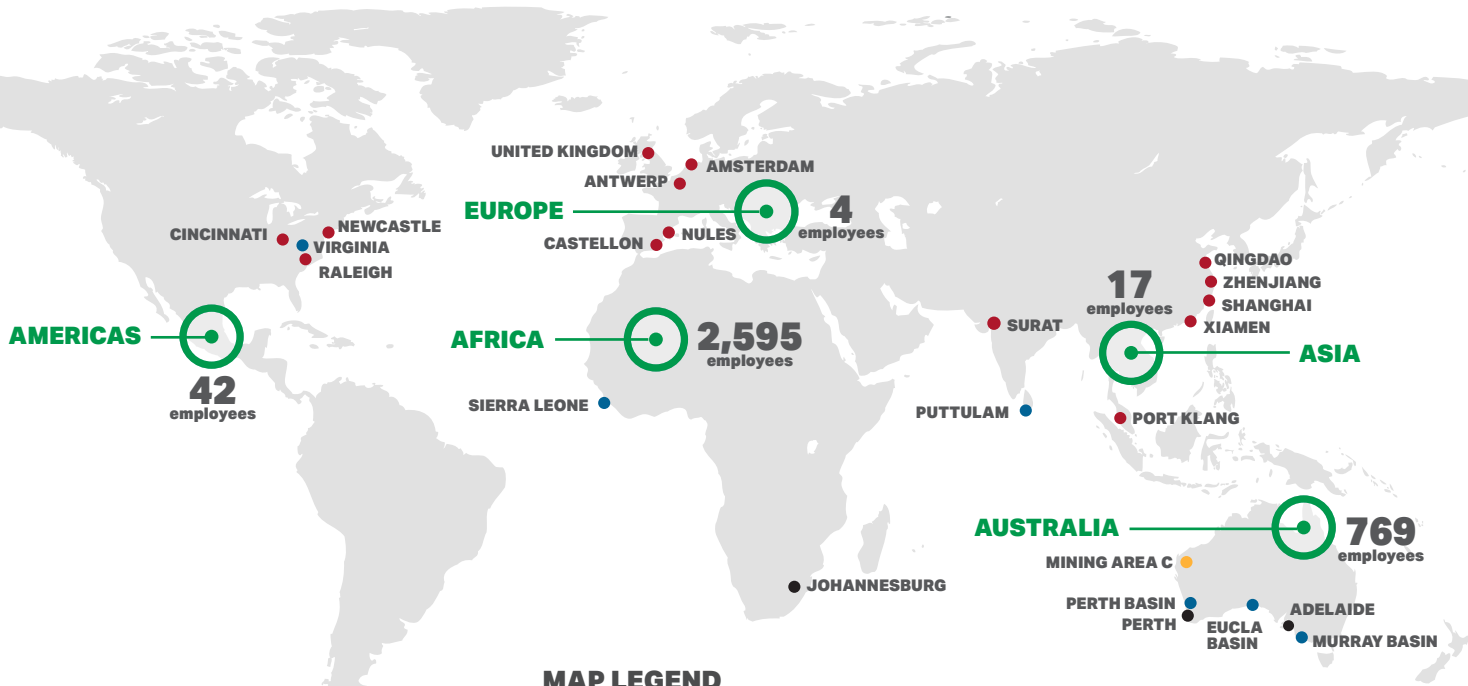 UNITED KINGDOM
AMSTERDAM
ANTWERP
EUROPE
4
employees
CASTELLON
NULES
CINCINNATI
NEWCASTLE
VIRGINIA
RALEIGH
AMERICAS
42
employees
AFRICA
2,595
employees
SIERRA LEONE
JOHANNESBURG
QINGDAO
ZHENJIANG
SHANGHAI
XIAMEN
17
employees
ASIA
SURAT
PUTTULAM
PORT KLANG
AUSTRALIA
769
employees
MINING AREA C
PERTH BASIN
PERTH
EUCLA
BASIN
ADELAIDE
MURRAY BASIN
MAP LEGEND